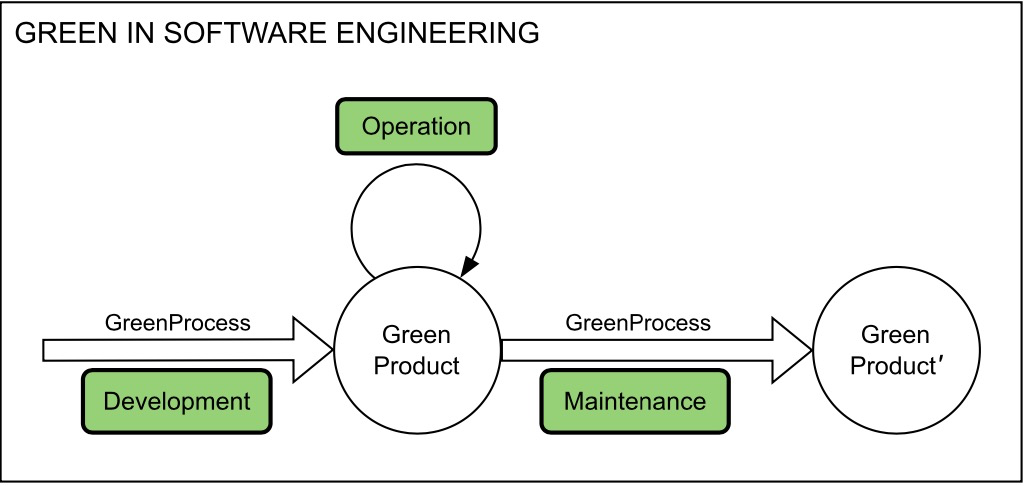 GREEN IN SOFTWARE ENGINEERING
Operation
GreenProcess
Development
Green
Product
GreenProcess
Maintenance
Green
Product′